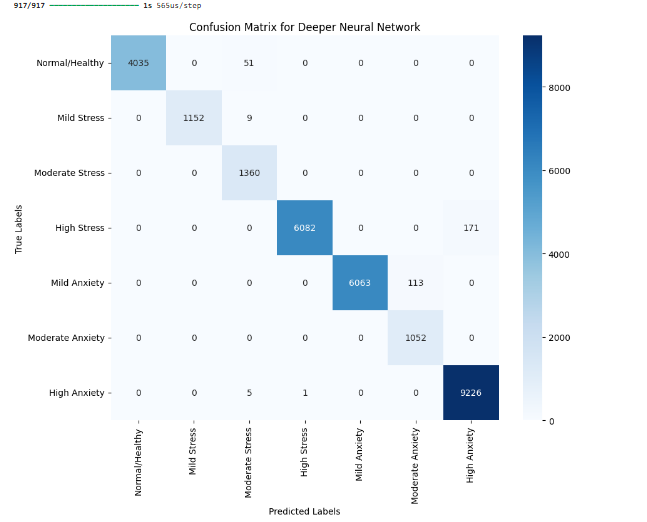 917/917 ━━━━━━━━━━━━━━━━━━━━ 1s 565us/step
Confusion Matrix for Deeper Neural Network
Normal/Healthy 4035 0 51 0 0 0 0
Mild Stress 0 1152 9 0 0 0 0
Moderate Stress 0 0 1360 0 0 0 0
High Stress 0 0 0 6082 0 0 171
Mild Anxiety 0 0 0 0 6063 113 0
Moderate Anxiety 0 0 0 0 0 1052 0
High Anxiety 0 0 5 1 0 0 9226
True Labels
Normal/Healthy
Mild Stress
Moderate Stress
High Stress
Mild Anxiety
Moderate Anxiety
High Anxiety
Predicted Labels
8000
6000
4000
2000
0